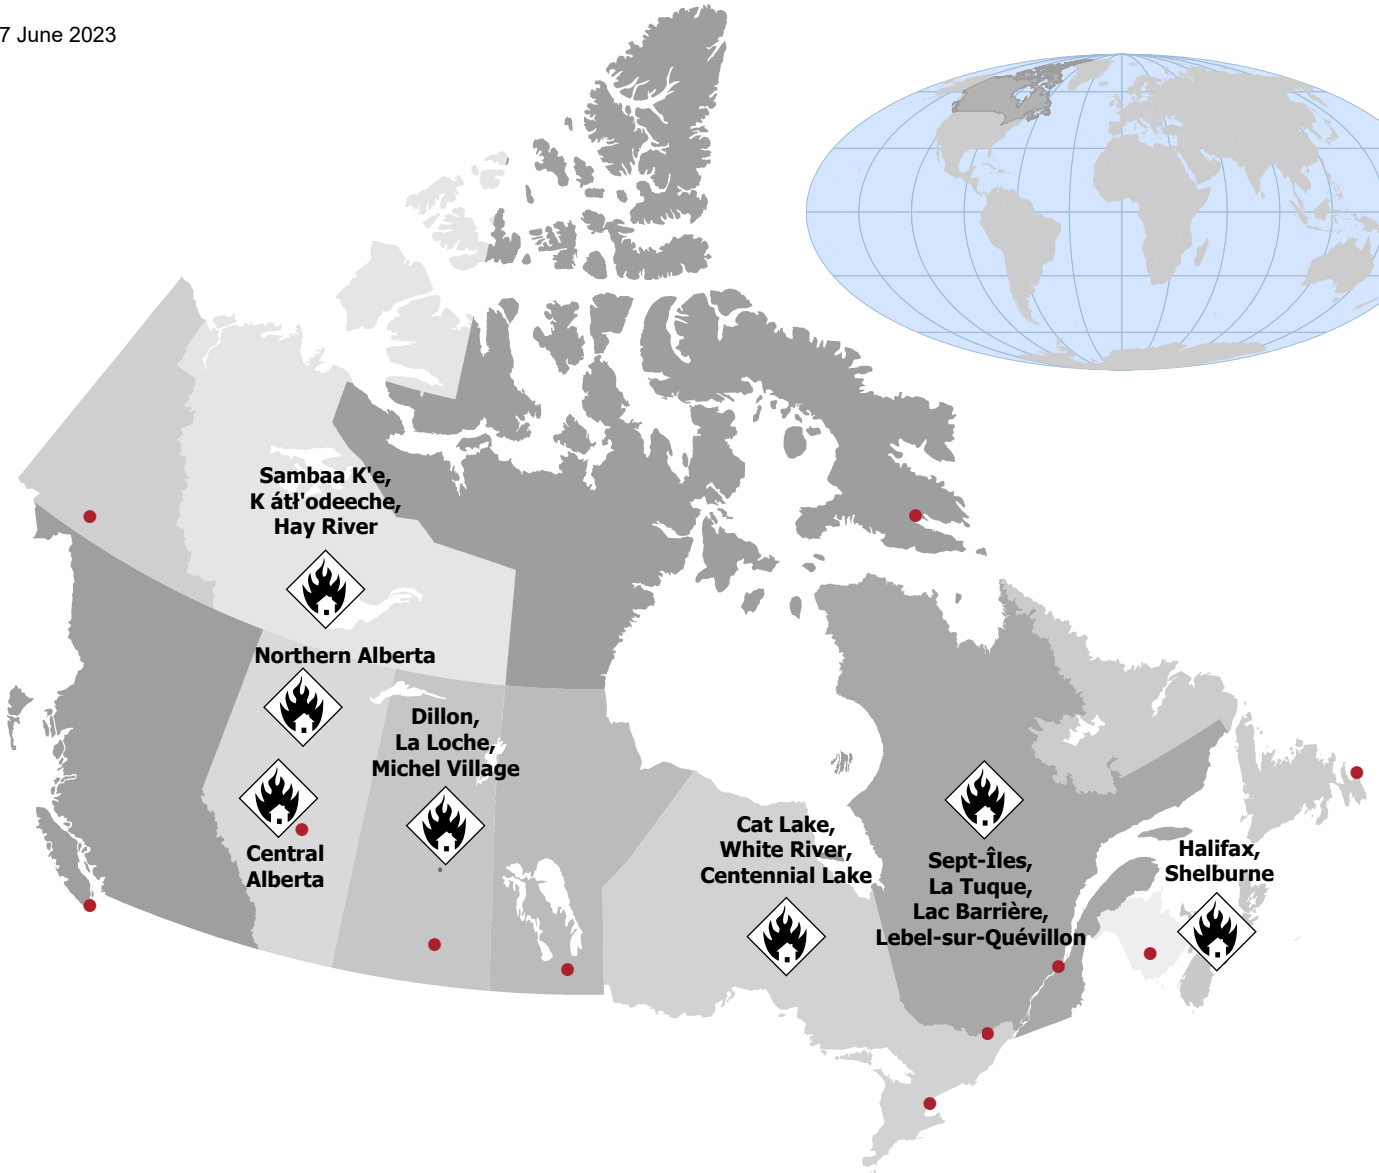 7 June 2023
Sambaa K'e,
K átł'odeeche,
Hay River
Northern Alberta
Dillon,
La Loche,
Michel Village
Central
Alberta
Cat Lake,
White River,
Centennial Lake
Sept-Îles,
La Tuque,
Lac Barrière,
Lebel-sur-Quévillon
Halifax,
Shelburne